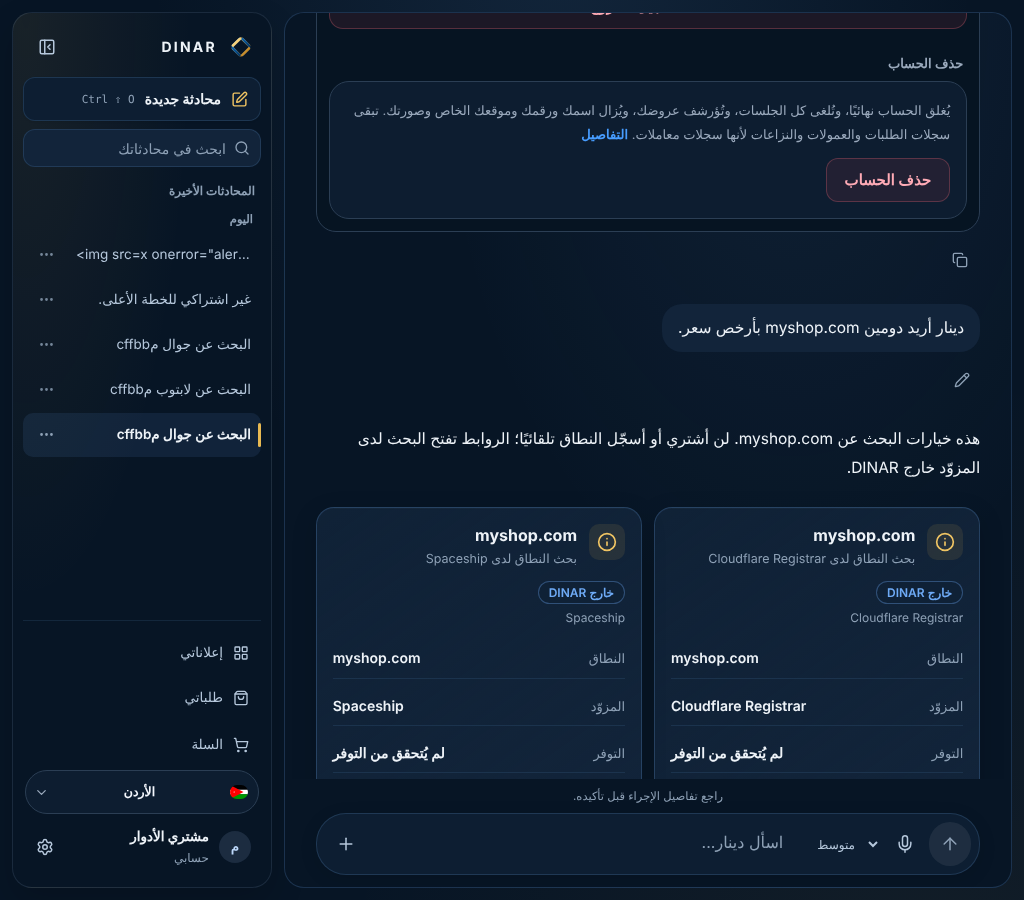 DINAR
محادثة جديدة
Ctrl ⇧ O
ابحث في محادثاتك
المحادثات الأخيرة
اليوم
<img src=x onerror="aler...
غير اشتراكي للخطة الأعلى.
البحث عن جوال مcffbb
البحث عن لابتوب مcffbb
البحث عن جوال مcffbb
إعلاناتي
طلباتي
السلة
الأردن
م
مشتري الأدوار
حسابي
حذف الحساب
يُغلق الحساب نهائيًا، وتُلغى كل الجلسات، وتُؤرشف عروضك، ويُزال اسمك ورقمك وموقعك الخاص وصورتك. تبقى
سجلات الطلبات والعمولات والنزاعات لأنها سجلات معاملات. التفاصيل
حذف الحساب
دينار أريد دومين myshop.com بأرخص سعر.
هذه خيارات البحث عن myshop.com. لن أشتري أو أسجّل النطاق تلقائيًا؛ الروابط تفتح البحث لدى
المزوّد خارج DINAR.
myshop.com
بحث النطاق لدى Cloudflare Registrar
خارج DINAR
Cloudflare Registrar
النطاق
myshop.com
المزوّد
Cloudflare Registrar
التوفر
لم يُتحقق من التوفر
myshop.com
بحث النطاق لدى Spaceship
خارج DINAR
Spaceship
النطاق
myshop.com
المزوّد
Spaceship
التوفر
لم يُتحقق من التوفر
راجع تفاصيل الإجراء قبل تأكيده.
اسأل دينار...
متوسط